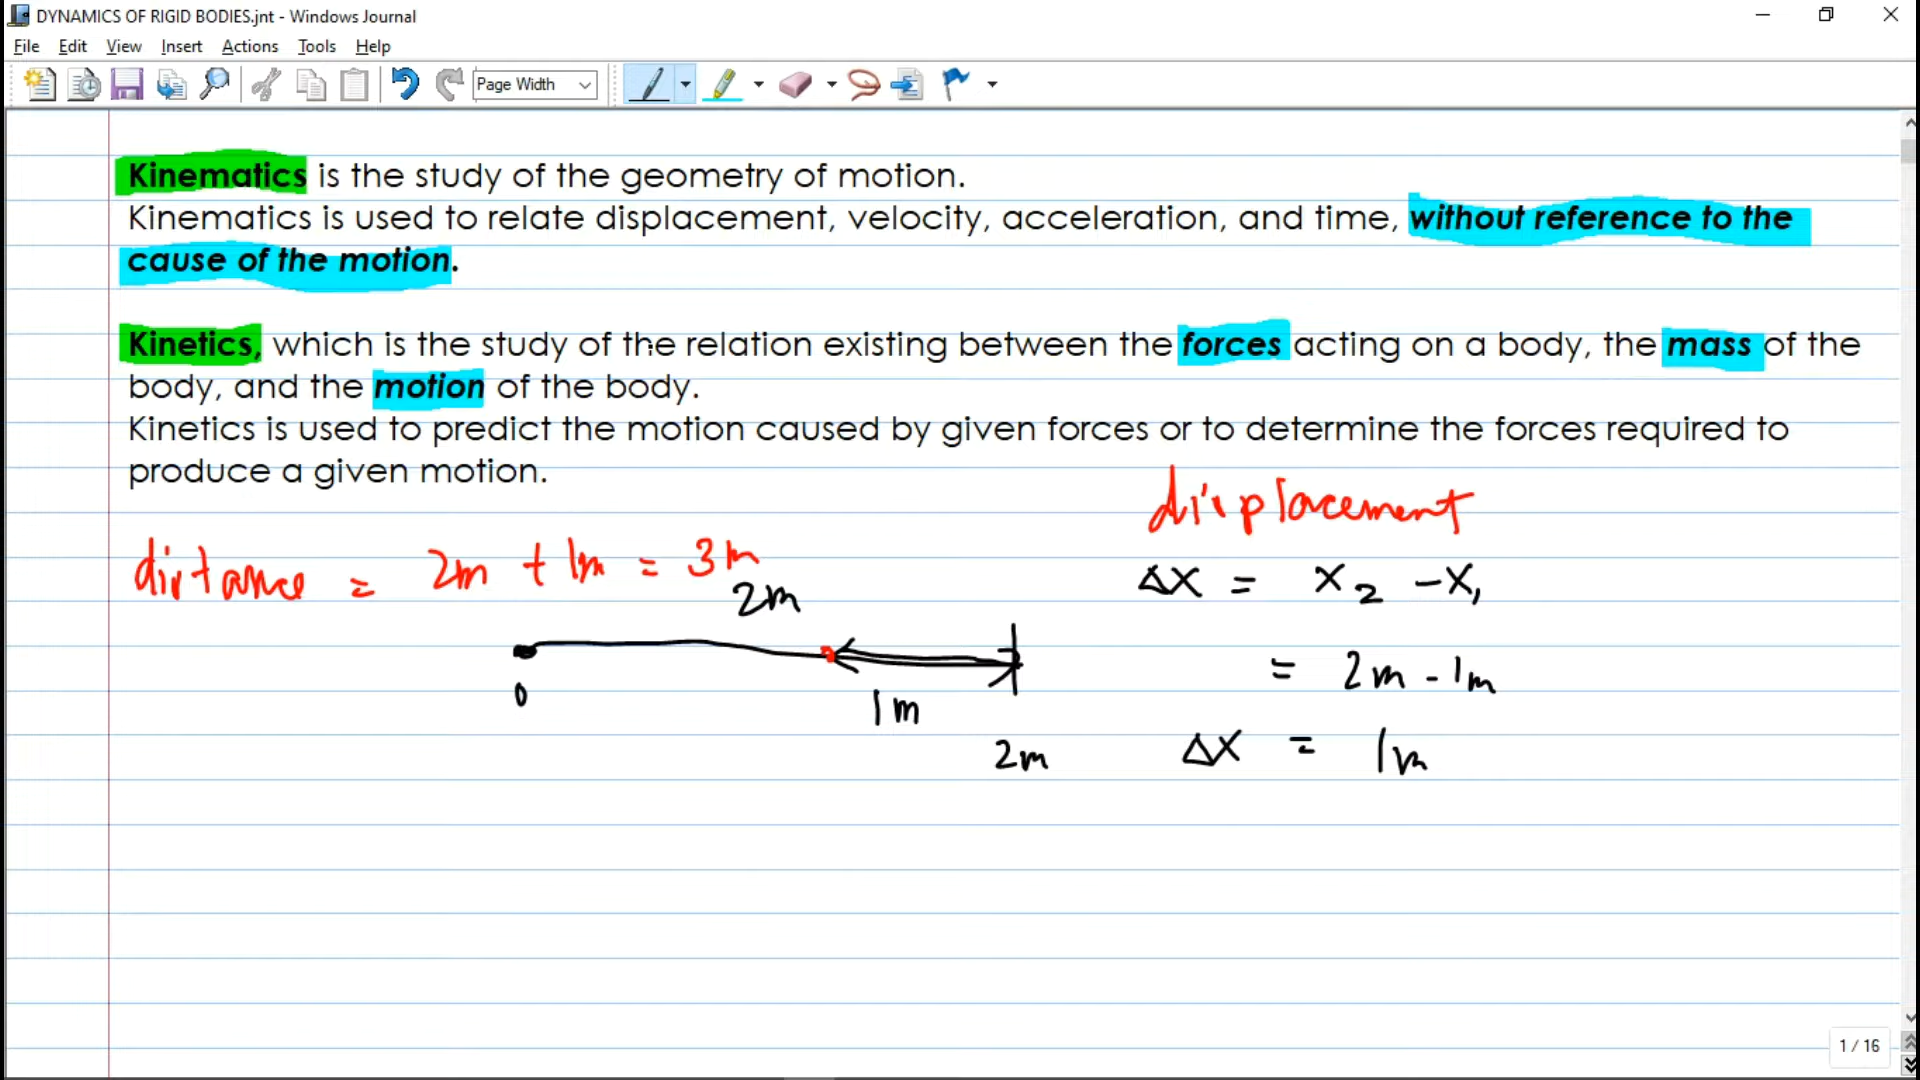 DYNAMICS OF RIGID BODIES.jnt - Windows Journal
File Edit View Insert Actions Tools Help
Page Width
Kinematics is the study of the geometry of motion.
Kinematics is used to relate displacement, velocity, acceleration, and time, without reference to the
cause of the motion.
Kinetics, which is the study of the relation existing between the forces acting on a body, the mass of the
body, and the motion of the body.
Kinetics is used to predict the motion caused by given forces or to determine the forces required to
produce a given motion.
displacement
distance = 2m + 1m = 3m
2m
Δx = x₂ - x₁
0
1m
= 2m - 1m
2m
Δx = 1m
1 / 16